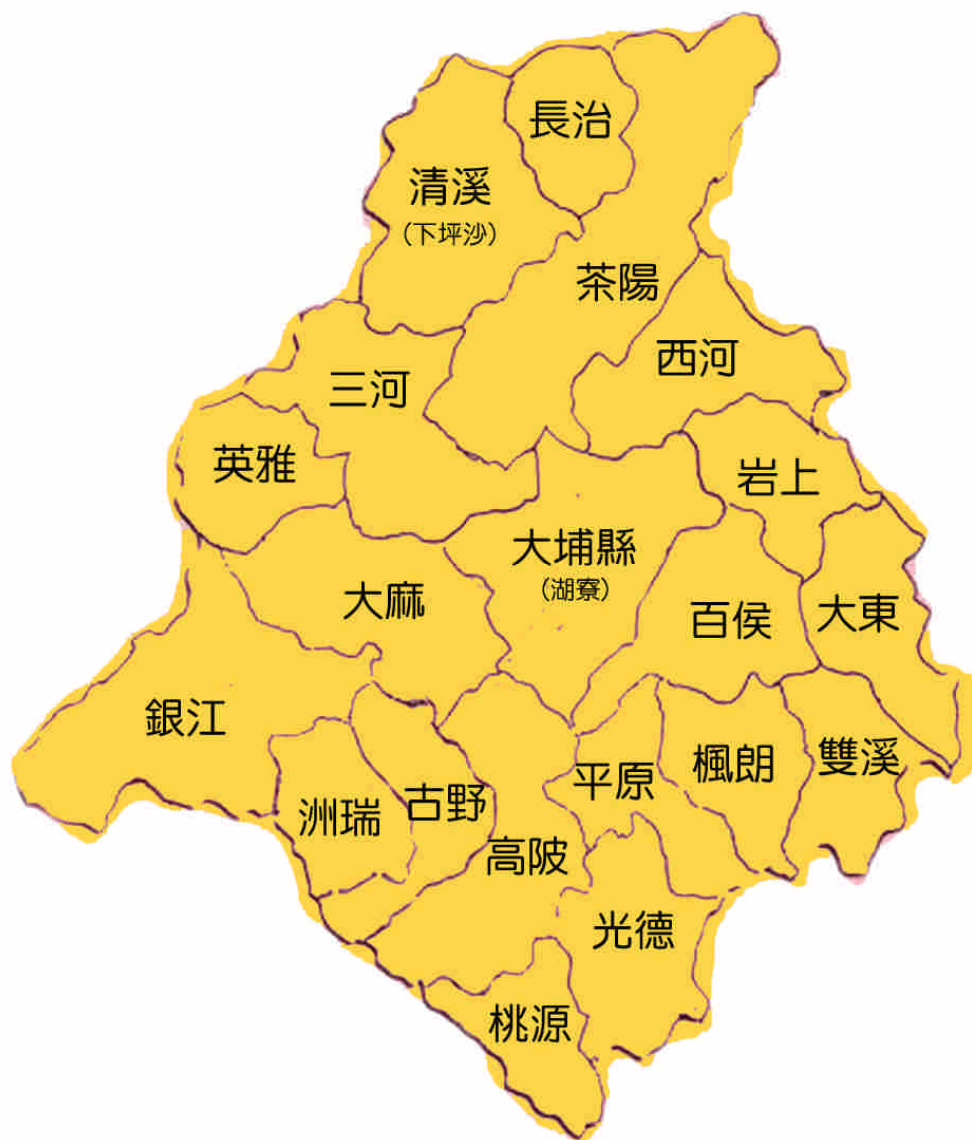 長治
清溪
(下坪沙)
茶陽
西河
三河
英雅
岩上
大埔縣
(湖寮)
大麻
百侯
大東
銀江
楓朗
雙溪
平原
古野
洲瑞
高陂
光德
桃源